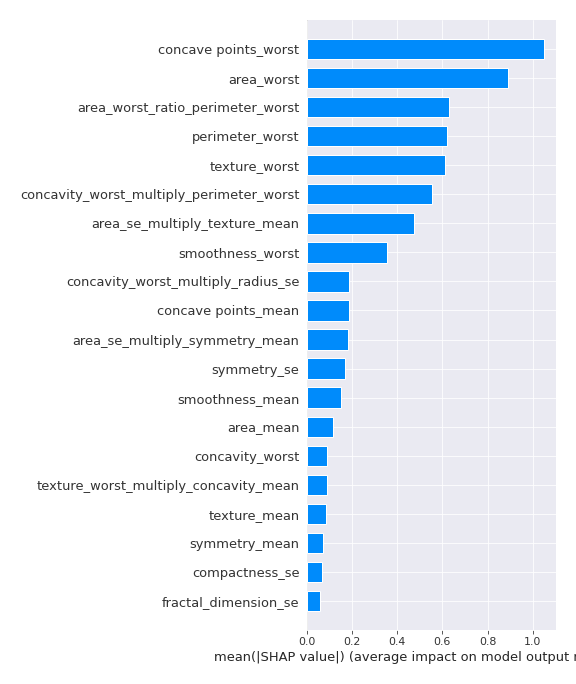 concave points_worst
area_worst
area_worst_ratio_perimeter_worst
perimeter_worst
texture_worst
concavity_worst_multiply_perimeter_worst
area_se_multiply_texture_mean
smoothness_worst
concavity_worst_multiply_radius_se
concave points_mean
area_se_multiply_symmetry_mean
symmetry_se
smoothness_mean
area_mean
concavity_worst
texture_worst_multiply_concavity_mean
texture_mean
symmetry_mean
compactness_se
fractal_dimension_se
0.0 0.2 0.4 0.6 0.8 1.0
mean(|SHAP value|) (average impact on model output